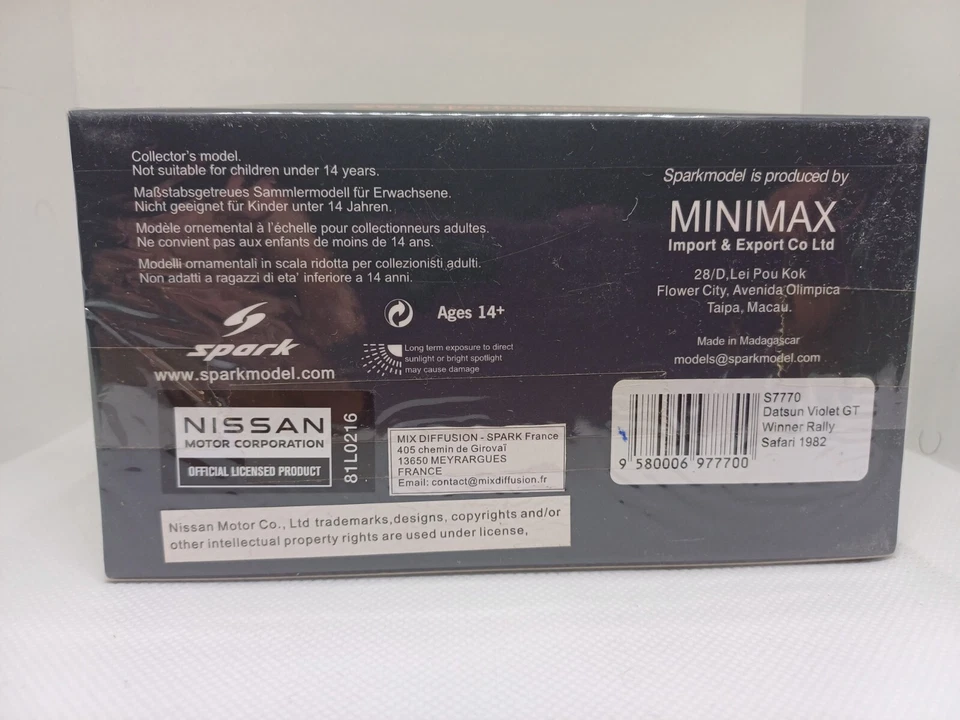 Collector's model.
Not suitable for children under 14 years.
Maßstabsgetreues Sammlermodell für Erwachsene.
Nicht geeignet für Kinder unter 14 Jahren.
Modèle ornemental à l'échelle pour collectionneurs adultes.
Ne convient pas aux enfants de moins de 14 ans.
Modelli ornamentali in scala ridotta per collezionisti adulti.
Non adatti a ragazzi di eta' inferiore a 14 anni.
spark
www.sparkmodel.com
Ages 14+
Long term exposure to direct
sunlight or bright spotlight
may cause damage
Sparkmodel is produced by
MINIMAX
Import & Export Co Ltd
28/D,Lei Pou Kok
Flower City, Avenida Olimpica
Taipa, Macau.
Made in Madagascar
models@sparkmodel.com
NISSAN
MOTOR CORPORATION
OFFICIAL LICENSED PRODUCT
81L0216
MIX DIFFUSION - SPARK France
405 chemin de Girovaï
13650 MEYRARGUES
FRANCE
Email: contact@mixdiffusion.fr
S7770
Datsun Violet GT
Winner Rally
Safari 1982
9 580006 977700
Nissan Motor Co., Ltd trademarks,designs, copyrights and/or
other intellectual property rights are used under license,